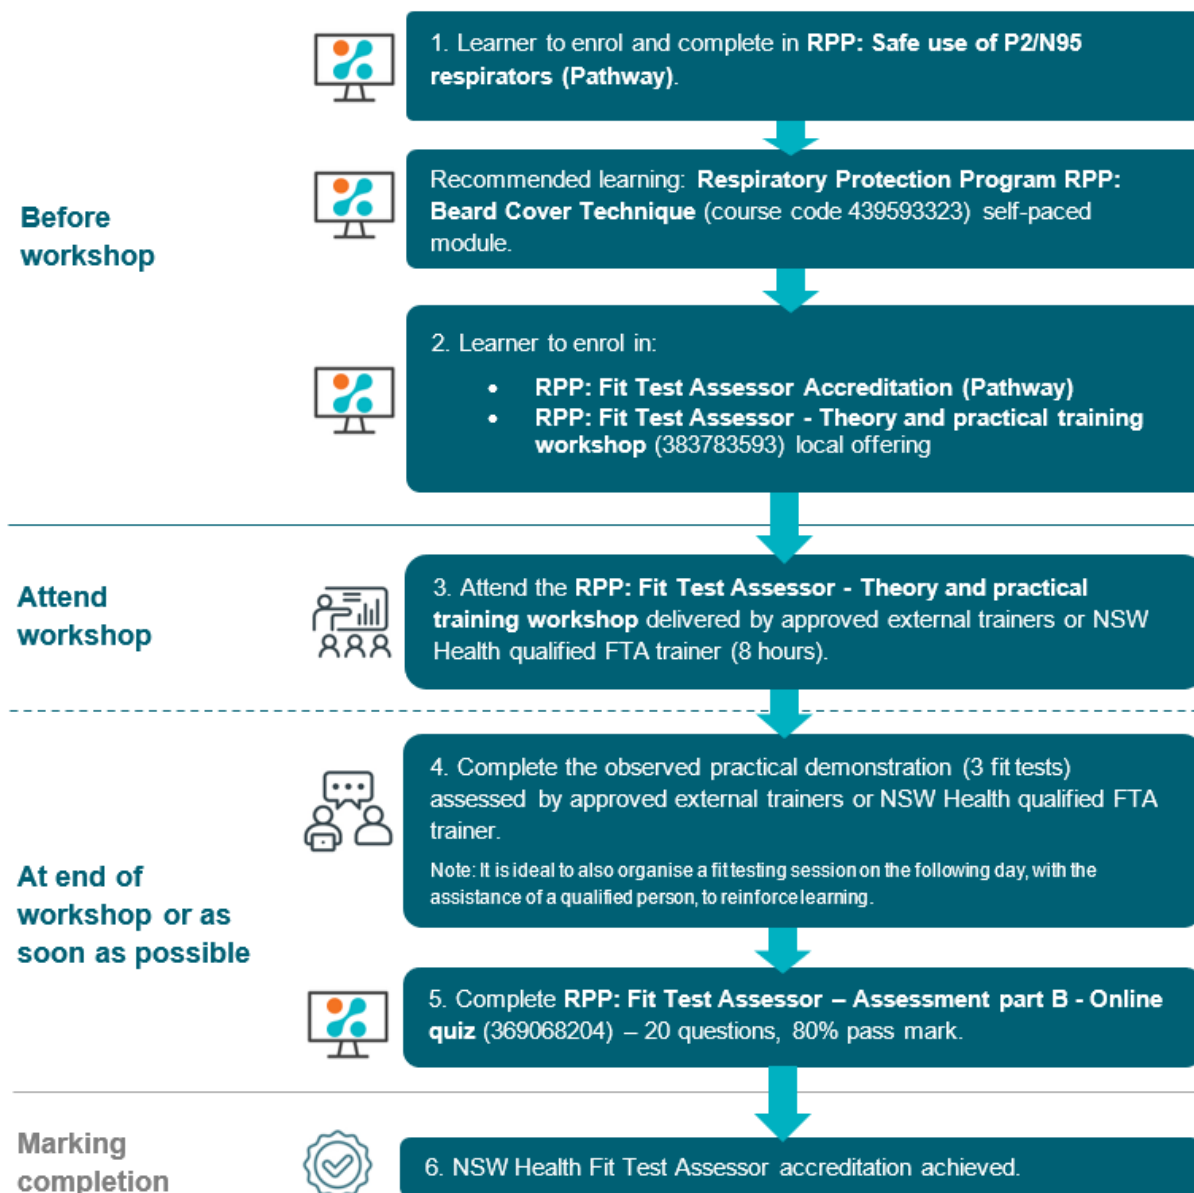 1. Learner to enrol and complete in RPP: Safe use of P2/N95
respirators (Pathway).
Before
workshop
Recommended learning: Respiratory Protection Program RPP:
Beard Cover Technique (course code 439593323) self-paced
module.
2. Learner to enrol in:
• RPP: Fit Test Assessor Accreditation (Pathway)
• RPP: Fit Test Assessor - Theory and practical training
workshop (383783593) local offering
Attend
workshop
3. Attend the RPP: Fit Test Assessor - Theory and practical
training workshop delivered by approved external trainers or NSW
Health qualified FTA trainer (8 hours).
At end of
workshop or as
soon as possible
4. Complete the observed practical demonstration (3 fit tests)
assessed by approved external trainers or NSW Health qualified FTA
trainer.
Note: It is ideal to also organise a fit testing session on the following day, with the
assistance of a qualified person, to reinforce learning.
5. Complete RPP: Fit Test Assessor – Assessment part B - Online
quiz (369068204) – 20 questions, 80% pass mark.
Marking
completion
6. NSW Health Fit Test Assessor accreditation achieved.